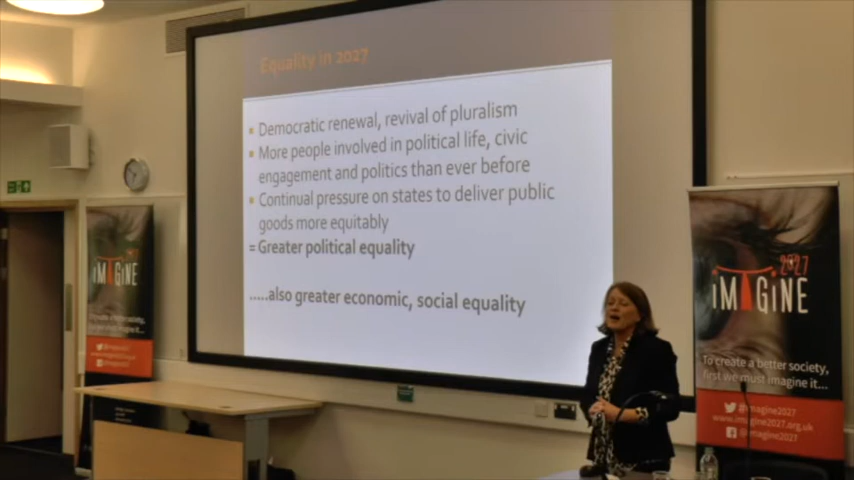 Equality in 2027
▪ Democratic renewal, revival of pluralism
▪ More people involved in political life, civic
engagement and politics than ever before
▪ Continual pressure on states to deliver public
goods more equitably
= Greater political equality
.....also greater economic, social equality
2027
iMAGiNE
2027
iMAGiNE
To create a better society,
first we must imagine it...
@imagine2027
www.imagine2027.org.uk
@imagine2027